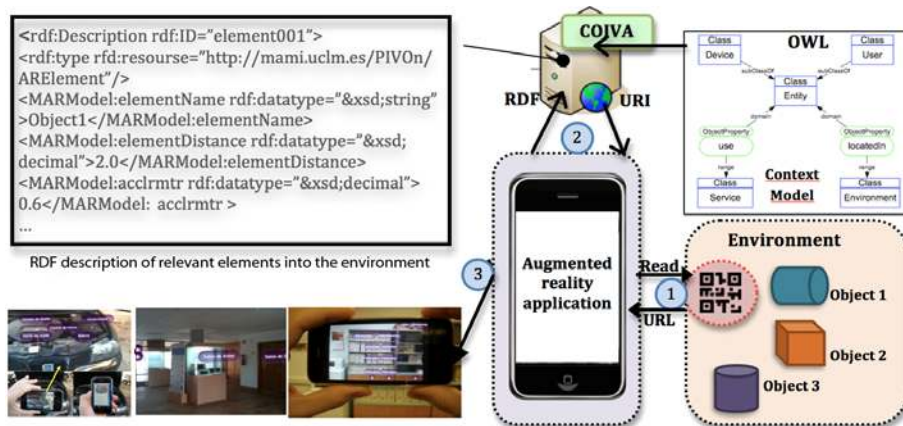 <rdf:Description rdf:ID="element001">
<rdf:type rfd:resourse="http://mami.uclm.es/PIVOn/
ARElement"/>
<MARModel:elementName rdf:datatype="&xsd;string"
>Object1</MARModel:elementName>
<MARModel:elementDistance rdf:datatype="&xsd;
decimal">2.0</MARModel:elementDistance>
<MARModel:acclrmtr rdf:datatype="&xsd;decimal">
0.6</MARModel: acclrmtr >
...
RDF description of relevant elements into the environment
COIVA
RDF
URI
2
OWL
Class
Device
Class
User
subClassOf
subClassOf
Class
Entity
domain
domain
ObjectProperty
use
ObjectProperty
locatedIn
range
range
Class
Service
Context
Model
Class
Environment
3
Augmented
reality
application
Read
1
URL
Environment
Object 1
Object 2
Object 3